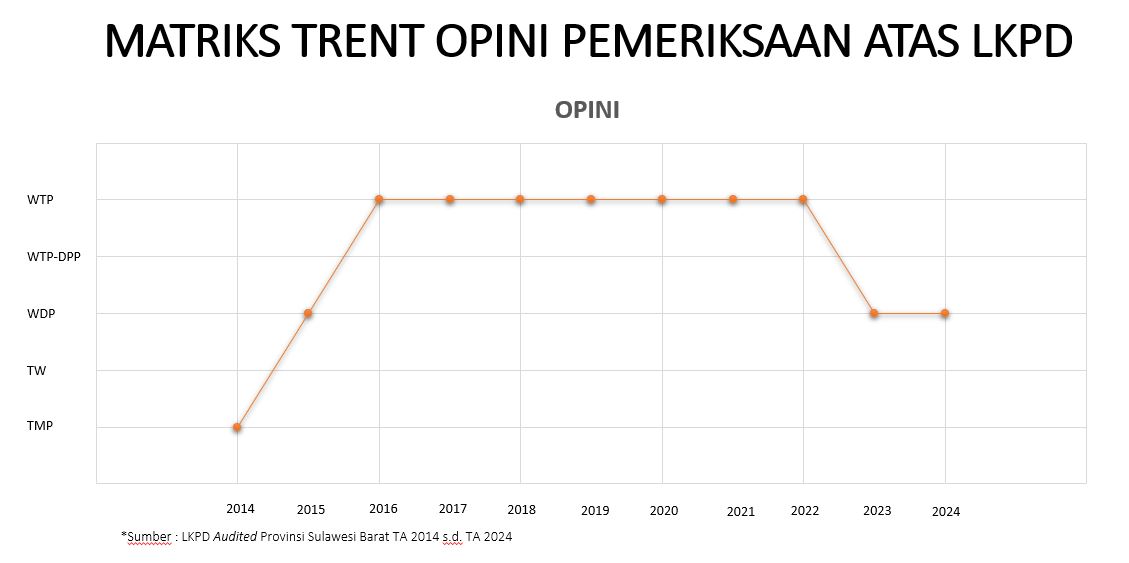 MATRIKS TRENT OPINI PEMERIKSAAN ATAS LKPD
OPINI
WTP
WTP-DPP
WDP
TW
TMP
2014 2015 2016 2017 2018 2019 2020 2021 2022 2023 2024
*Sumber : LKPD Audited Provinsi Sulawesi Barat TA 2014 s.d. TA 2024